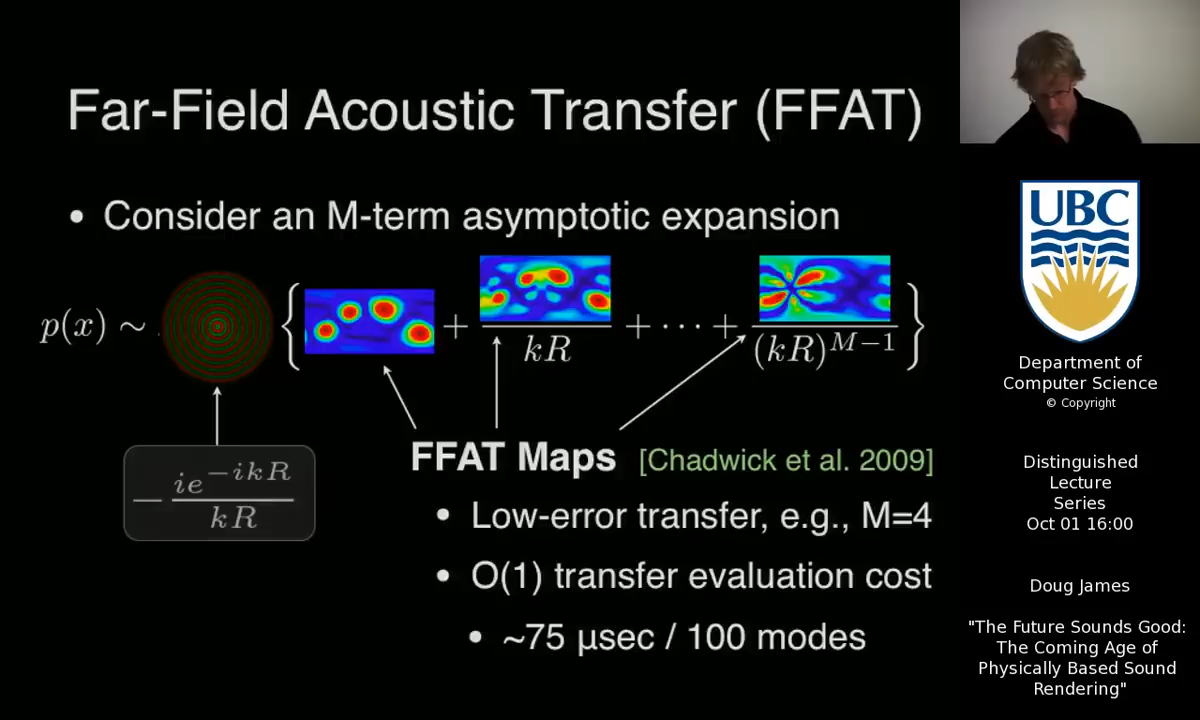 Far-Field Acoustic Transfer (FFAT)
• Consider an M-term asymptotic expansion
p(x) ∼ { + kR + ⋯ + (kR)^{M−1} }
− ie^{−ikR} / kR
FFAT Maps [Chadwick et al. 2009]
• Low-error transfer, e.g., M=4
• O(1) transfer evaluation cost
• ~75 μsec / 100 modes
UBC
Department of
Computer Science
© Copyright
Distinguished
Lecture
Series
Oct 01 16:00
Doug James
"The Future Sounds Good:
The Coming Age of
Physically Based Sound
Rendering"